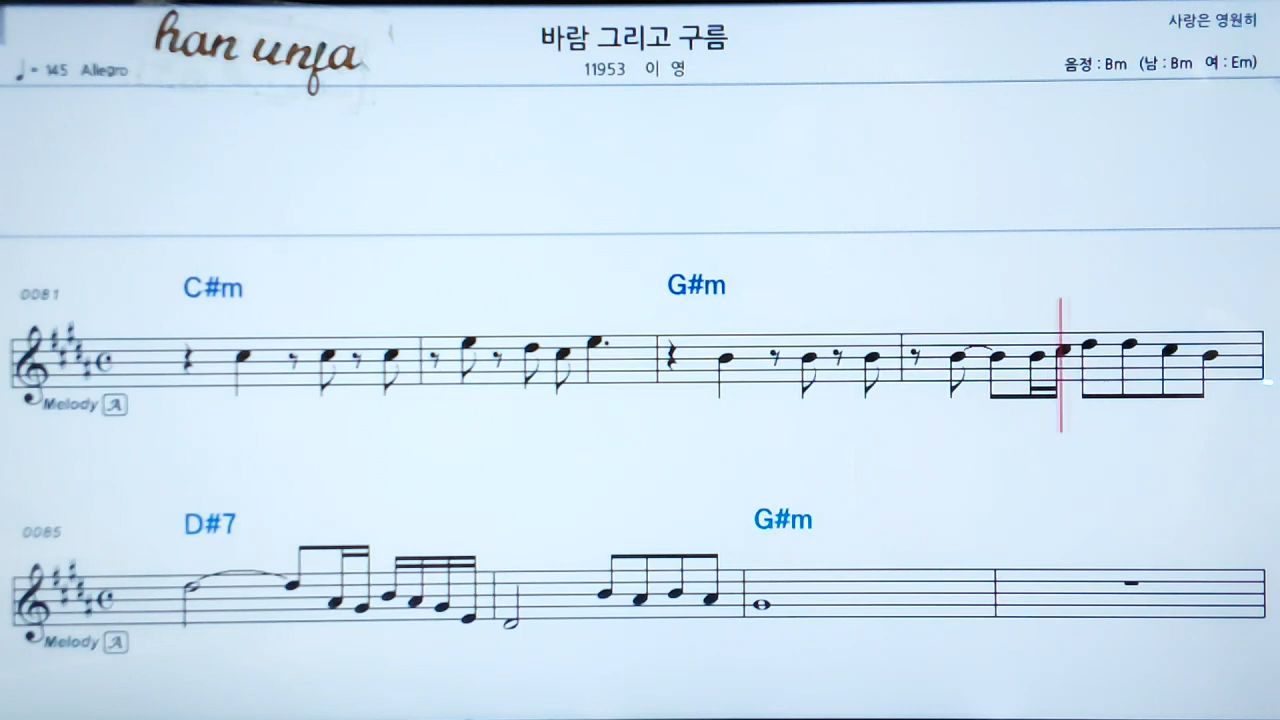 han unja
바람 그리고 구름
사랑은 영원히
♩= 145 Allegro
11953 이 영
음정 : Bm (남 : Bm 여 : Em)
0081
C#m
G#m
Melody A
0085
D#7
G#m
Melody A